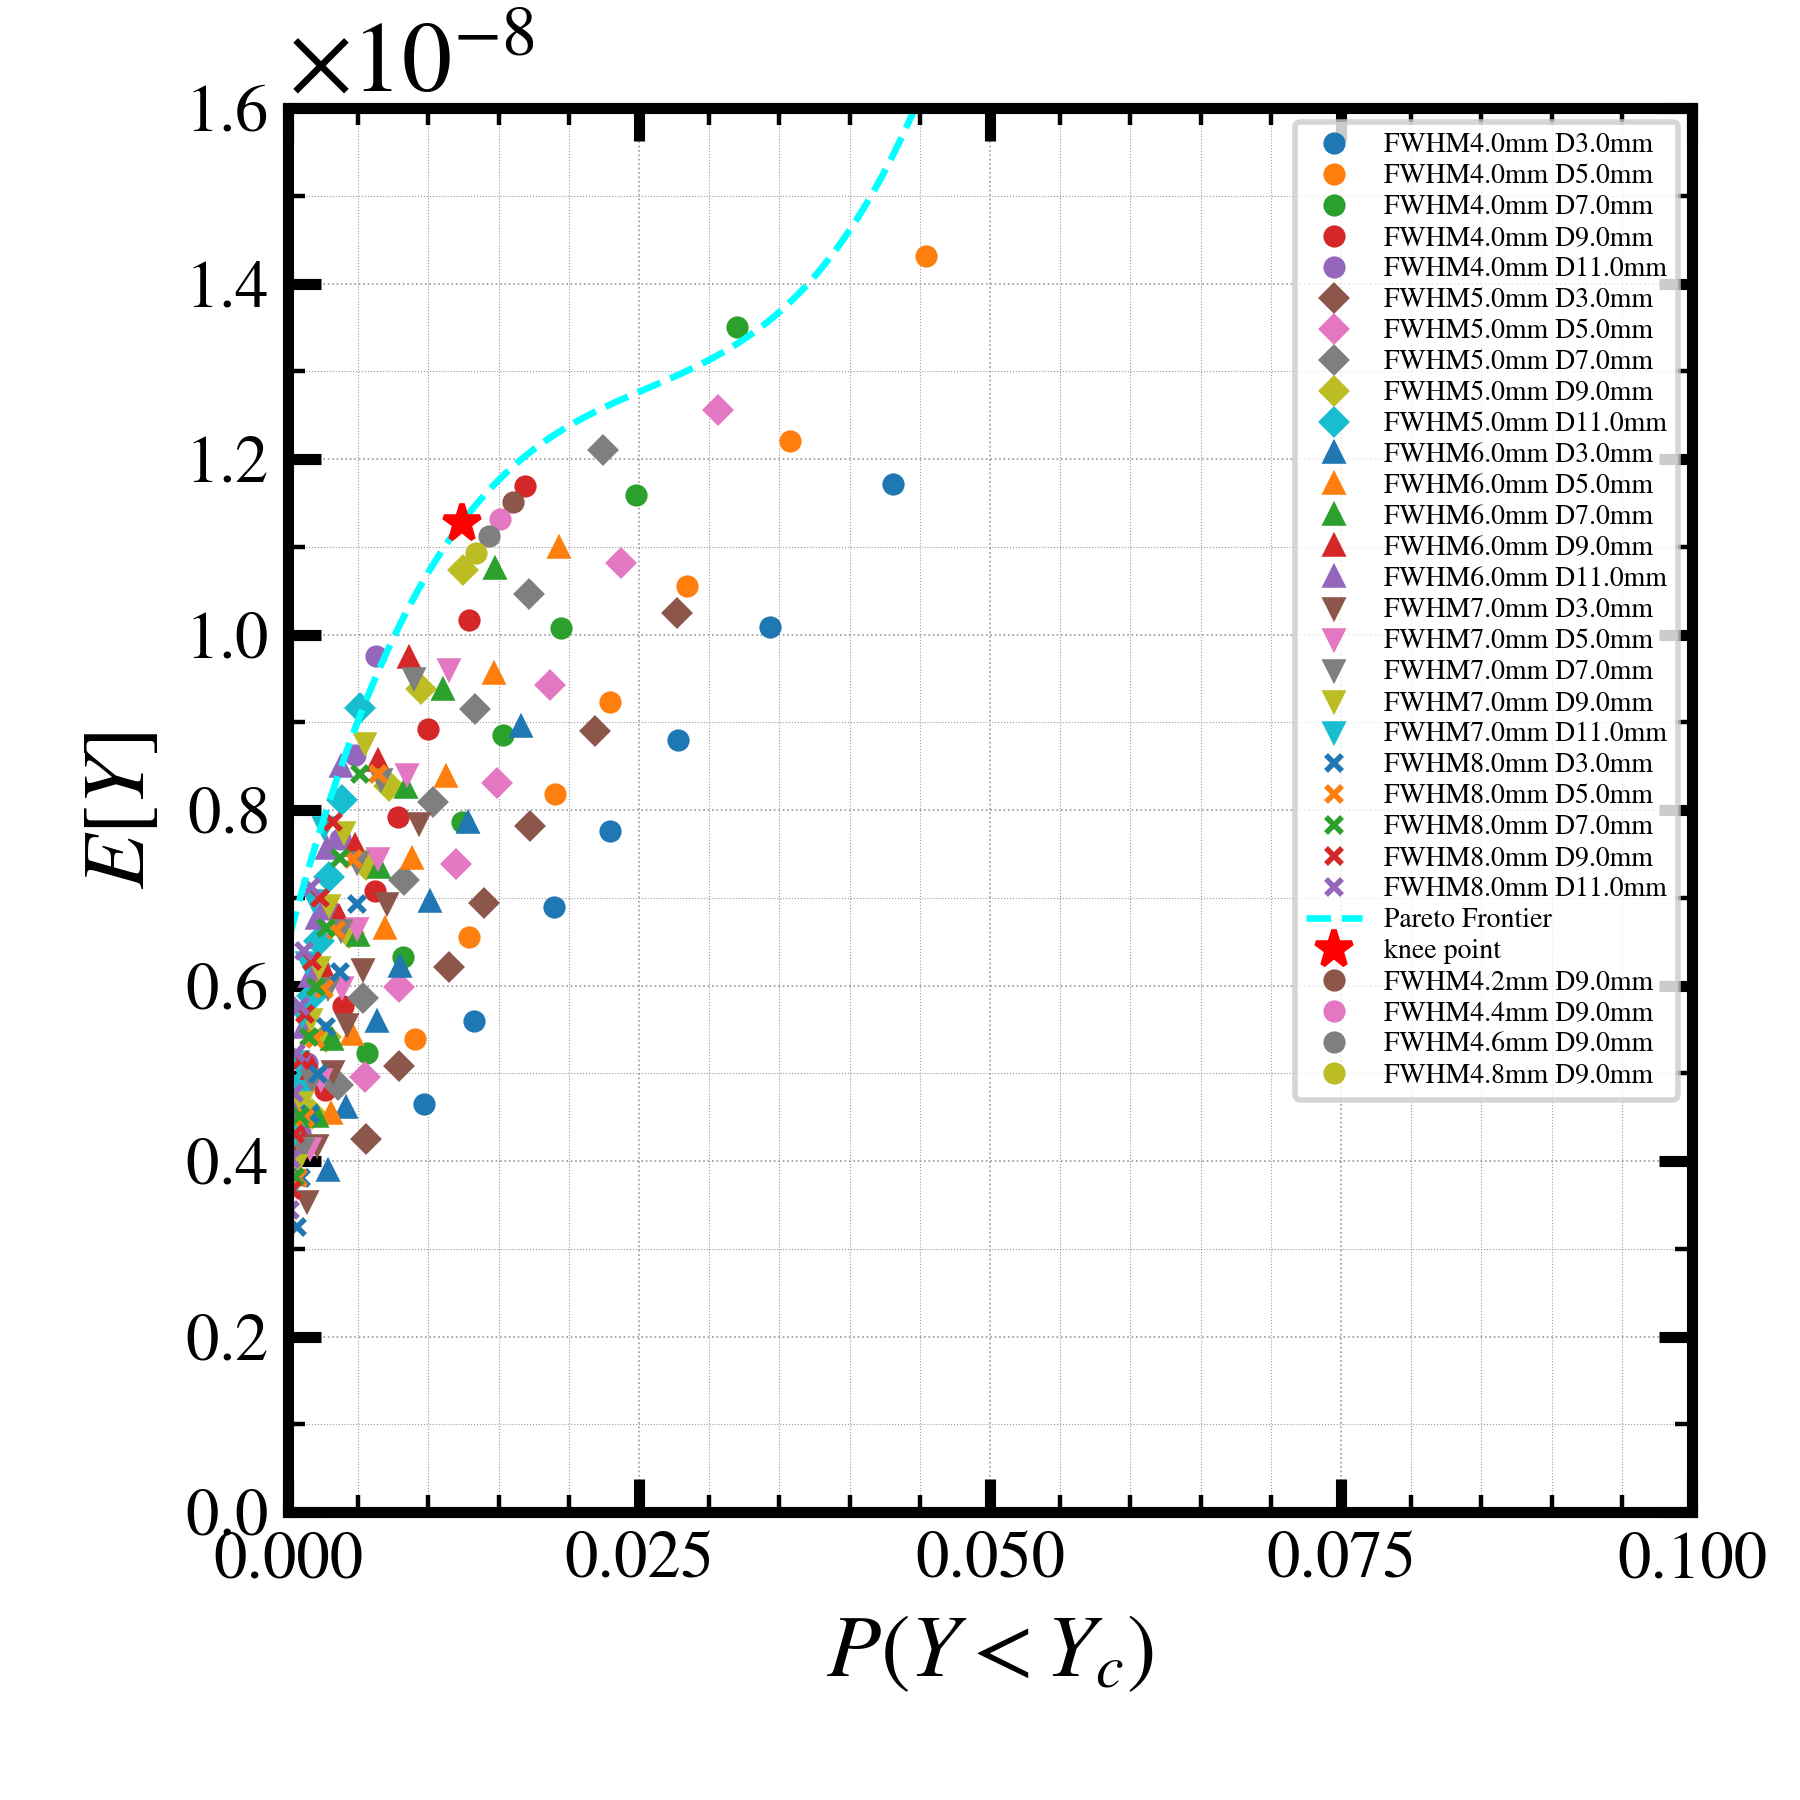 ×10⁻⁸
1.6
1.4
1.2
1.0
0.8
0.6
0.4
0.2
0.0
E[Y]
0.000 0.025 0.050 0.075 0.100
P(Y < Y_c)
FWHM4.0mm D3.0mm
FWHM4.0mm D5.0mm
FWHM4.0mm D7.0mm
FWHM4.0mm D9.0mm
FWHM4.0mm D11.0mm
FWHM5.0mm D3.0mm
FWHM5.0mm D5.0mm
FWHM5.0mm D7.0mm
FWHM5.0mm D9.0mm
FWHM5.0mm D11.0mm
FWHM6.0mm D3.0mm
FWHM6.0mm D5.0mm
FWHM6.0mm D7.0mm
FWHM6.0mm D9.0mm
FWHM6.0mm D11.0mm
FWHM7.0mm D3.0mm
FWHM7.0mm D5.0mm
FWHM7.0mm D7.0mm
FWHM7.0mm D9.0mm
FWHM7.0mm D11.0mm
FWHM8.0mm D3.0mm
FWHM8.0mm D5.0mm
FWHM8.0mm D7.0mm
FWHM8.0mm D9.0mm
FWHM8.0mm D11.0mm
Pareto Frontier
knee point
FWHM4.2mm D9.0mm
FWHM4.4mm D9.0mm
FWHM4.6mm D9.0mm
FWHM4.8mm D9.0mm